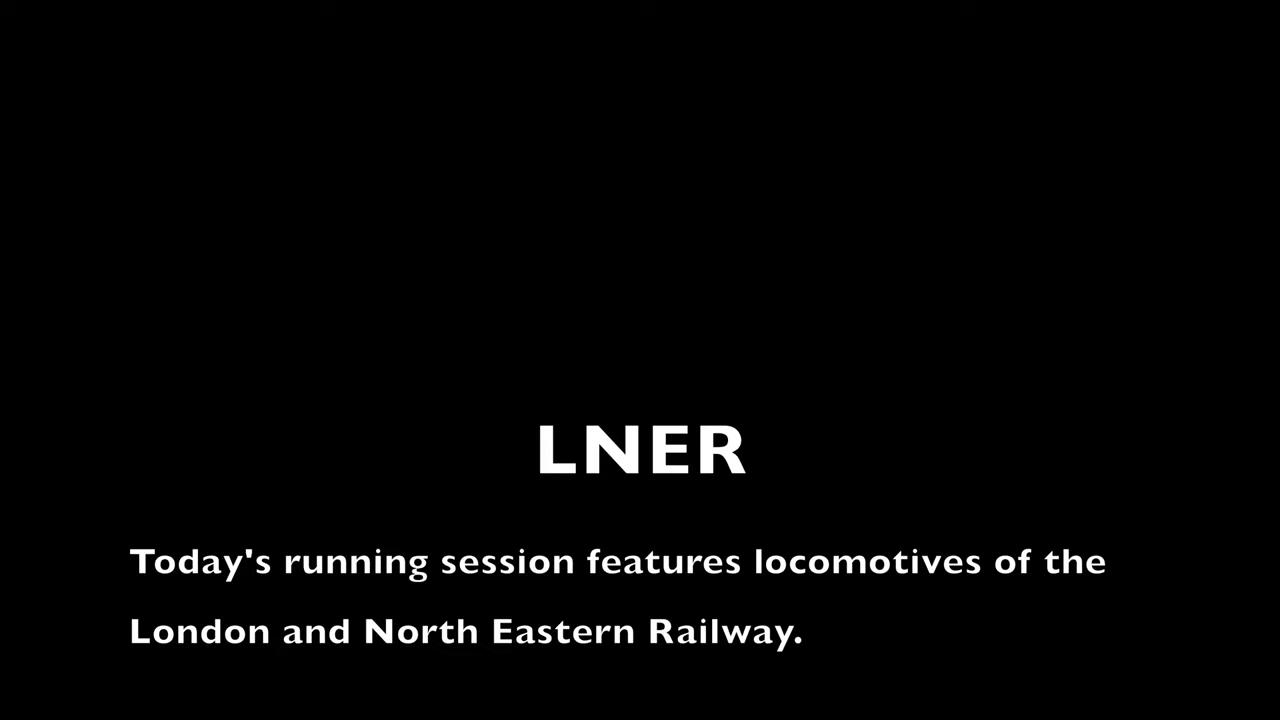 LNER
Today's running session features locomotives of the
London and North Eastern Railway.